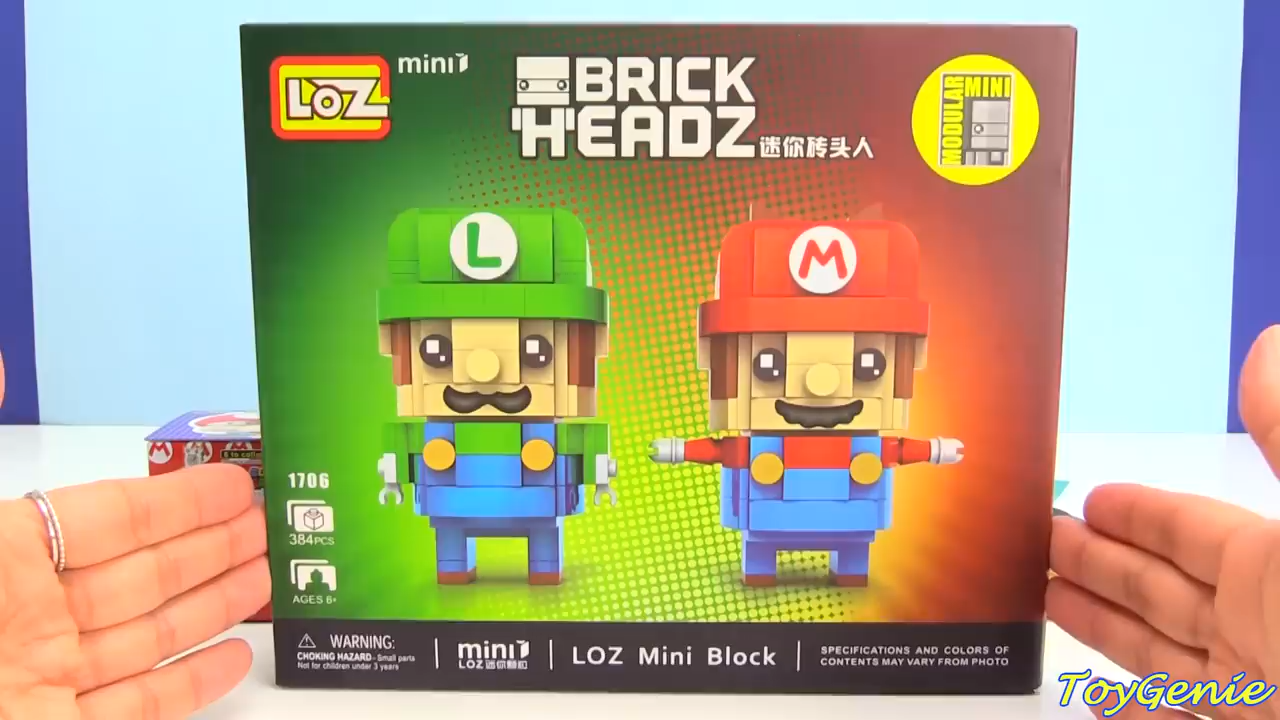 LOZ
mini
BRICK
HEADZ
迷你砖头人
MODULAR
MINI
L
M
1706
384PCS
AGES 6+
WARNING:
CHOKING HAZARD- Small parts
Not for children under 3 years
mini
LOZ 迷你颗粒
LOZ Mini Block
SPECIFICATIONS AND COLORS OF
CONTENTS MAY VARY FROM PHOTO
M
M
ToyGenie